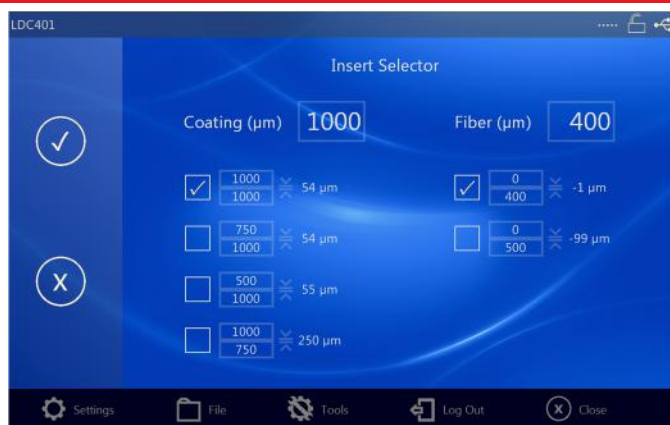 LDC401
Insert Selector
Coating (µm) 1000 Fiber (µm) 400
1000
1000
54 µm
0
400
-1 µm
750
1000
54 µm
0
500
-99 µm
500
1000
55 µm
1000
750
250 µm
X
Settings File Tools Log Out X Close